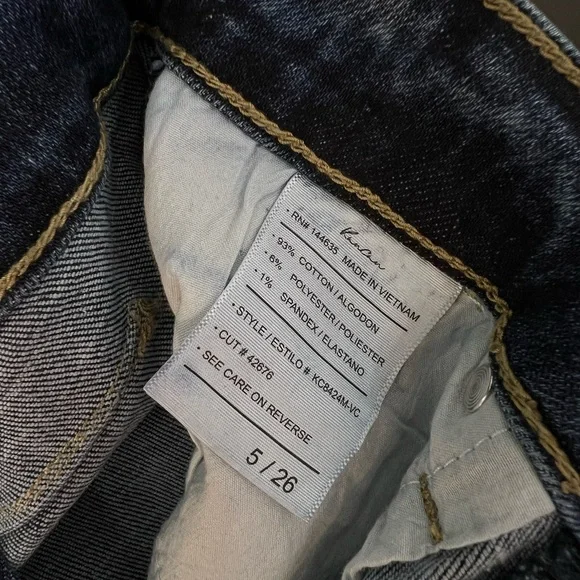 KanCan
· RN# 144635 MADE IN VIETNAM
· 93% COTTON / ALGODON
· 6% POLYESTER / POLIESTER
· 1% SPANDEX / ELASTANO
· STYLE / ESTILO # KC8424M-VC
· CUT # 42676
· SEE CARE ON REVERSE
5 / 26